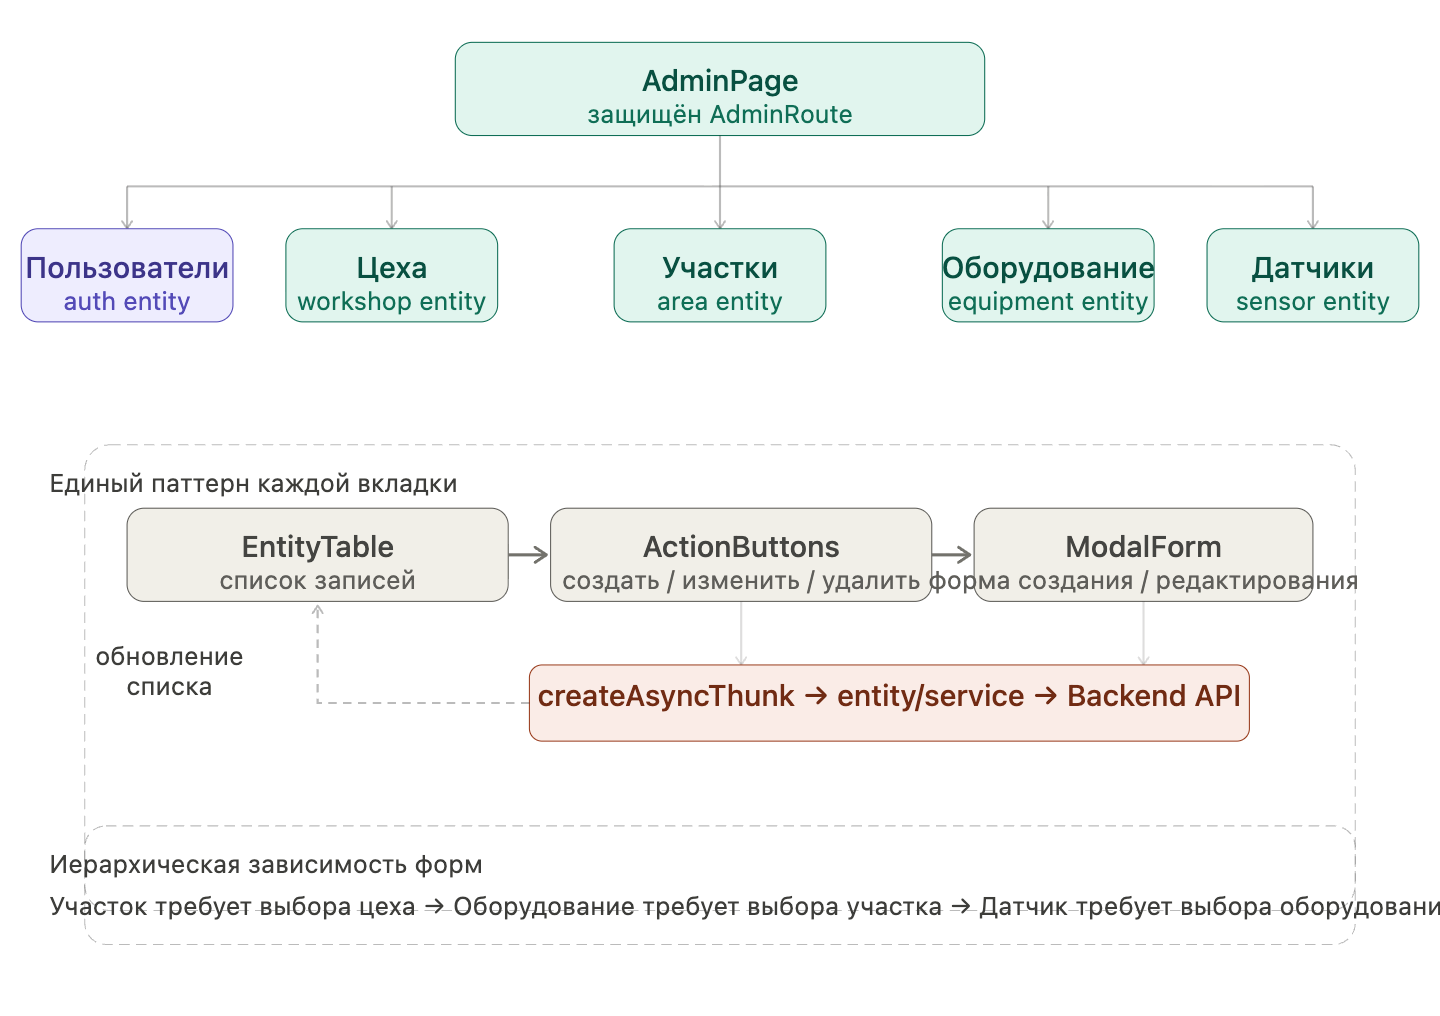 AdminPage
защищён AdminRoute
Пользователи
auth entity
Цеха
workshop entity
Участки
area entity
Оборудование
equipment entity
Датчики
sensor entity
Единый паттерн каждой вкладки
EntityTable
список записей
ActionButtons
создать / изменить / удалить
ModalForm
форма создания / редактирования
обновление
списка
createAsyncThunk → entity/service → Backend API
Иерархическая зависимость форм
Участок требует выбора цеха → Оборудование требует выбора участка → Датчик требует выбора оборудовани